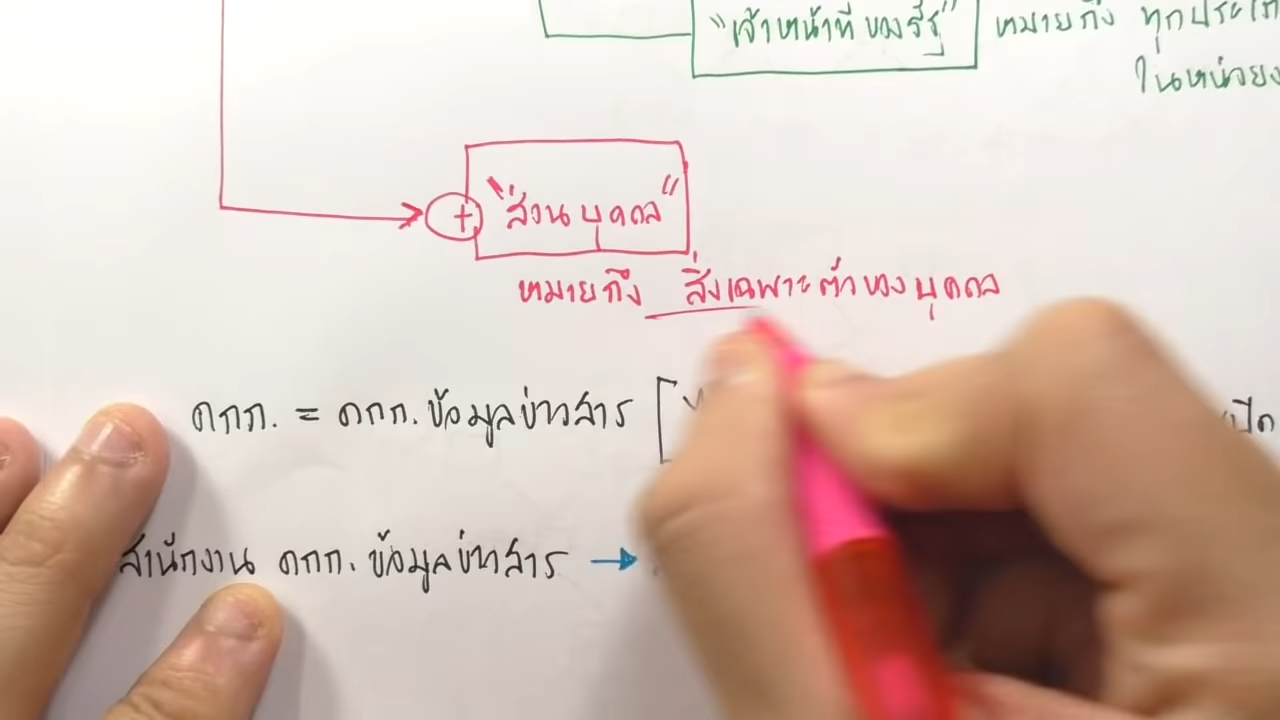 "เจ้าหน้าที่ของรัฐ" หมายถึง ทุกประเภ
ในหน่วยง
+ "ส่วนบุคคล"
หมายถึง สิ่งเฉพาะตัวของบุคคล
คกก. = คกก.ข้อมูลข่าวสาร [
เปิด
สำนักงาน คกก.ข้อมูลข่าวสาร →